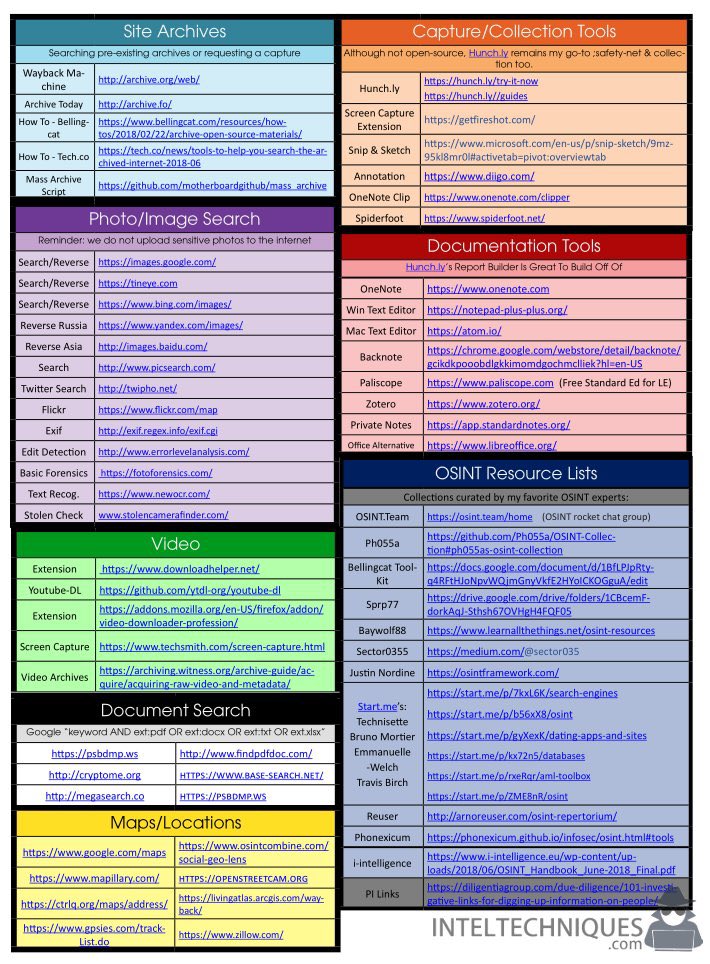 Site Archives
Searching pre-existing archives or requesting a capture
Wayback Ma-
chine
http://archive.org/web/
Archive Today
http://archive.fo/
How To - Belling-
cat
https://www.bellingcat.com/resources/how-
tos/2018/02/22/archive-open-source-materials/
How To - Tech.co
https://tech.co/news/tools-to-help-you-search-the-ar-
chived-internet-2018-06
Mass Archive
Script
https://github.com/motherboardgithub/mass_archive
Photo/Image Search
Reminder: we do not upload sensitive photos to the internet
Search/Reverse
https://images.google.com/
Search/Reverse
https://tineye.com
Search/Reverse
https://www.bing.com/images/
Reverse Russia
https://www.yandex.com/images/
Reverse Asia
http://images.baidu.com/
Search
http://www.picsearch.com/
Twitter Search
http://twipho.net/
Flickr
https://www.flickr.com/map
Exif
http://exif.regex.info/exif.cgi
Edit Detection
http://www.errorlevelanalysis.com/
Basic Forensics
https://fotoforensics.com/
Text Recog.
https://www.newocr.com/
Stolen Check
www.stolencamerafinder.com/
Video
Extension
https://www.downloadhelper.net/
Youtube-DL
https://github.com/ytdl-org/youtube-dl
Extension
https://addons.mozilla.org/en-US/firefox/addon/
video-downloader-profession/
Screen Capture
https://www.techsmith.com/screen-capture.html
Video Archives
https://archiving.witness.org/archive-guide/ac-
quire/acquiring-raw-video-and-metadata/
Document Search
Google "keyword AND ext:pdf OR ext:docx OR ext:txt OR ext.xlsx"
https://psbdmp.ws
http://www.findpdfdoc.com/
http://cryptome.org
HTTPS://WWW.BASE-SEARCH.NET/
http://megasearch.co
HTTPS://PSBDMP.WS
Maps/Locations
https://www.google.com/maps
https://www.osintcombine.com/
social-geo-lens
https://www.mapillary.com/
HTTPS://OPENSTREETCAM.ORG
https://ctrlq.org/maps/address/
https://livingatlas.arcgis.com/way-
back/
https://www.gpsies.com/track-
List.do
https://www.zillow.com/
Capture/Collection Tools
Although not open-source, Hunch.ly remains my go-to ;safety-net & collec-
tion too.
Hunch.ly
https://hunch.ly/try-it-now
https://hunch.ly//guides
Screen Capture
Extension
https://getfireshot.com/
Snip & Sketch
https://www.microsoft.com/en-us/p/snip-sketch/9mz-
95kl8mr0l#activetab=pivot:overviewtab
Annotation
https://www.diigo.com/
OneNote Clip
https://www.onenote.com/clipper
Spiderfoot
https://www.spiderfoot.net/
Documentation Tools
Hunch.ly's Report Builder Is Great To Build Off Of
OneNote
https://www.onenote.com
Win Text Editor
https://notepad-plus-plus.org/
Mac Text Editor
https://atom.io/
Backnote
https://chrome.google.com/webstore/detail/backnote/
gcikdkpooobdlgkkimomdgochmclliek?hl=en-US
Paliscope
https://www.paliscope.com (Free Standard Ed for LE)
Zotero
https://www.zotero.org/
Private Notes
https://app.standardnotes.org/
Office Alternative
https://www.libreoffice.org/
OSINT Resource Lists
Collections curated by my favorite OSINT experts:
OSINT.Team
https://osint.team/home (OSINT rocket chat group)
Ph055a
https://github.com/Ph055a/OSINT-Collec-
tion#ph055as-osint-collection
Bellingcat Tool-
Kit
https://docs.google.com/document/d/1BfLPJpRty-
q4RFtHJoNpvWQjmGnyVkfE2HYoICKOGguA/edit
Sprp77
https://drive.google.com/drive/folders/1CBcemF-
dorkAqJ-Sthsh67OVHgH4FQF05
Baywolf88
https://www.learnallthethings.net/osint-resources
Sector0355
https://medium.com/@sector035
Justin Nordine
https://osintframework.com/
Start.me's:
Technisette
Bruno Mortier
Emmanuelle
-Welch
Travis Birch
https://start.me/p/7kxL6K/search-engines
https://start.me/p/b56xX8/osint
https://start.me/p/gyXexK/dating-apps-and-sites
https://start.me/p/kx72n5/databases
https://start.me/p/rxeRqr/aml-toolbox
https://start.me/p/ZME8nR/osint
Reuser
http://arnoreuser.com/osint-repertorium/
Phonexicum
https://phonexicum.github.io/infosec/osint.html#tools
i-intelligence
https://www.i-intelligence.eu/wp-content/up-
loads/2018/06/OSINT_Handbook_June-2018_Final.pdf
PI Links
https://diligentiagroup.com/due-diligence/101-investi-
gative-links-for-digging-up-information-on-people/
INTELTECHNIQUES
.com